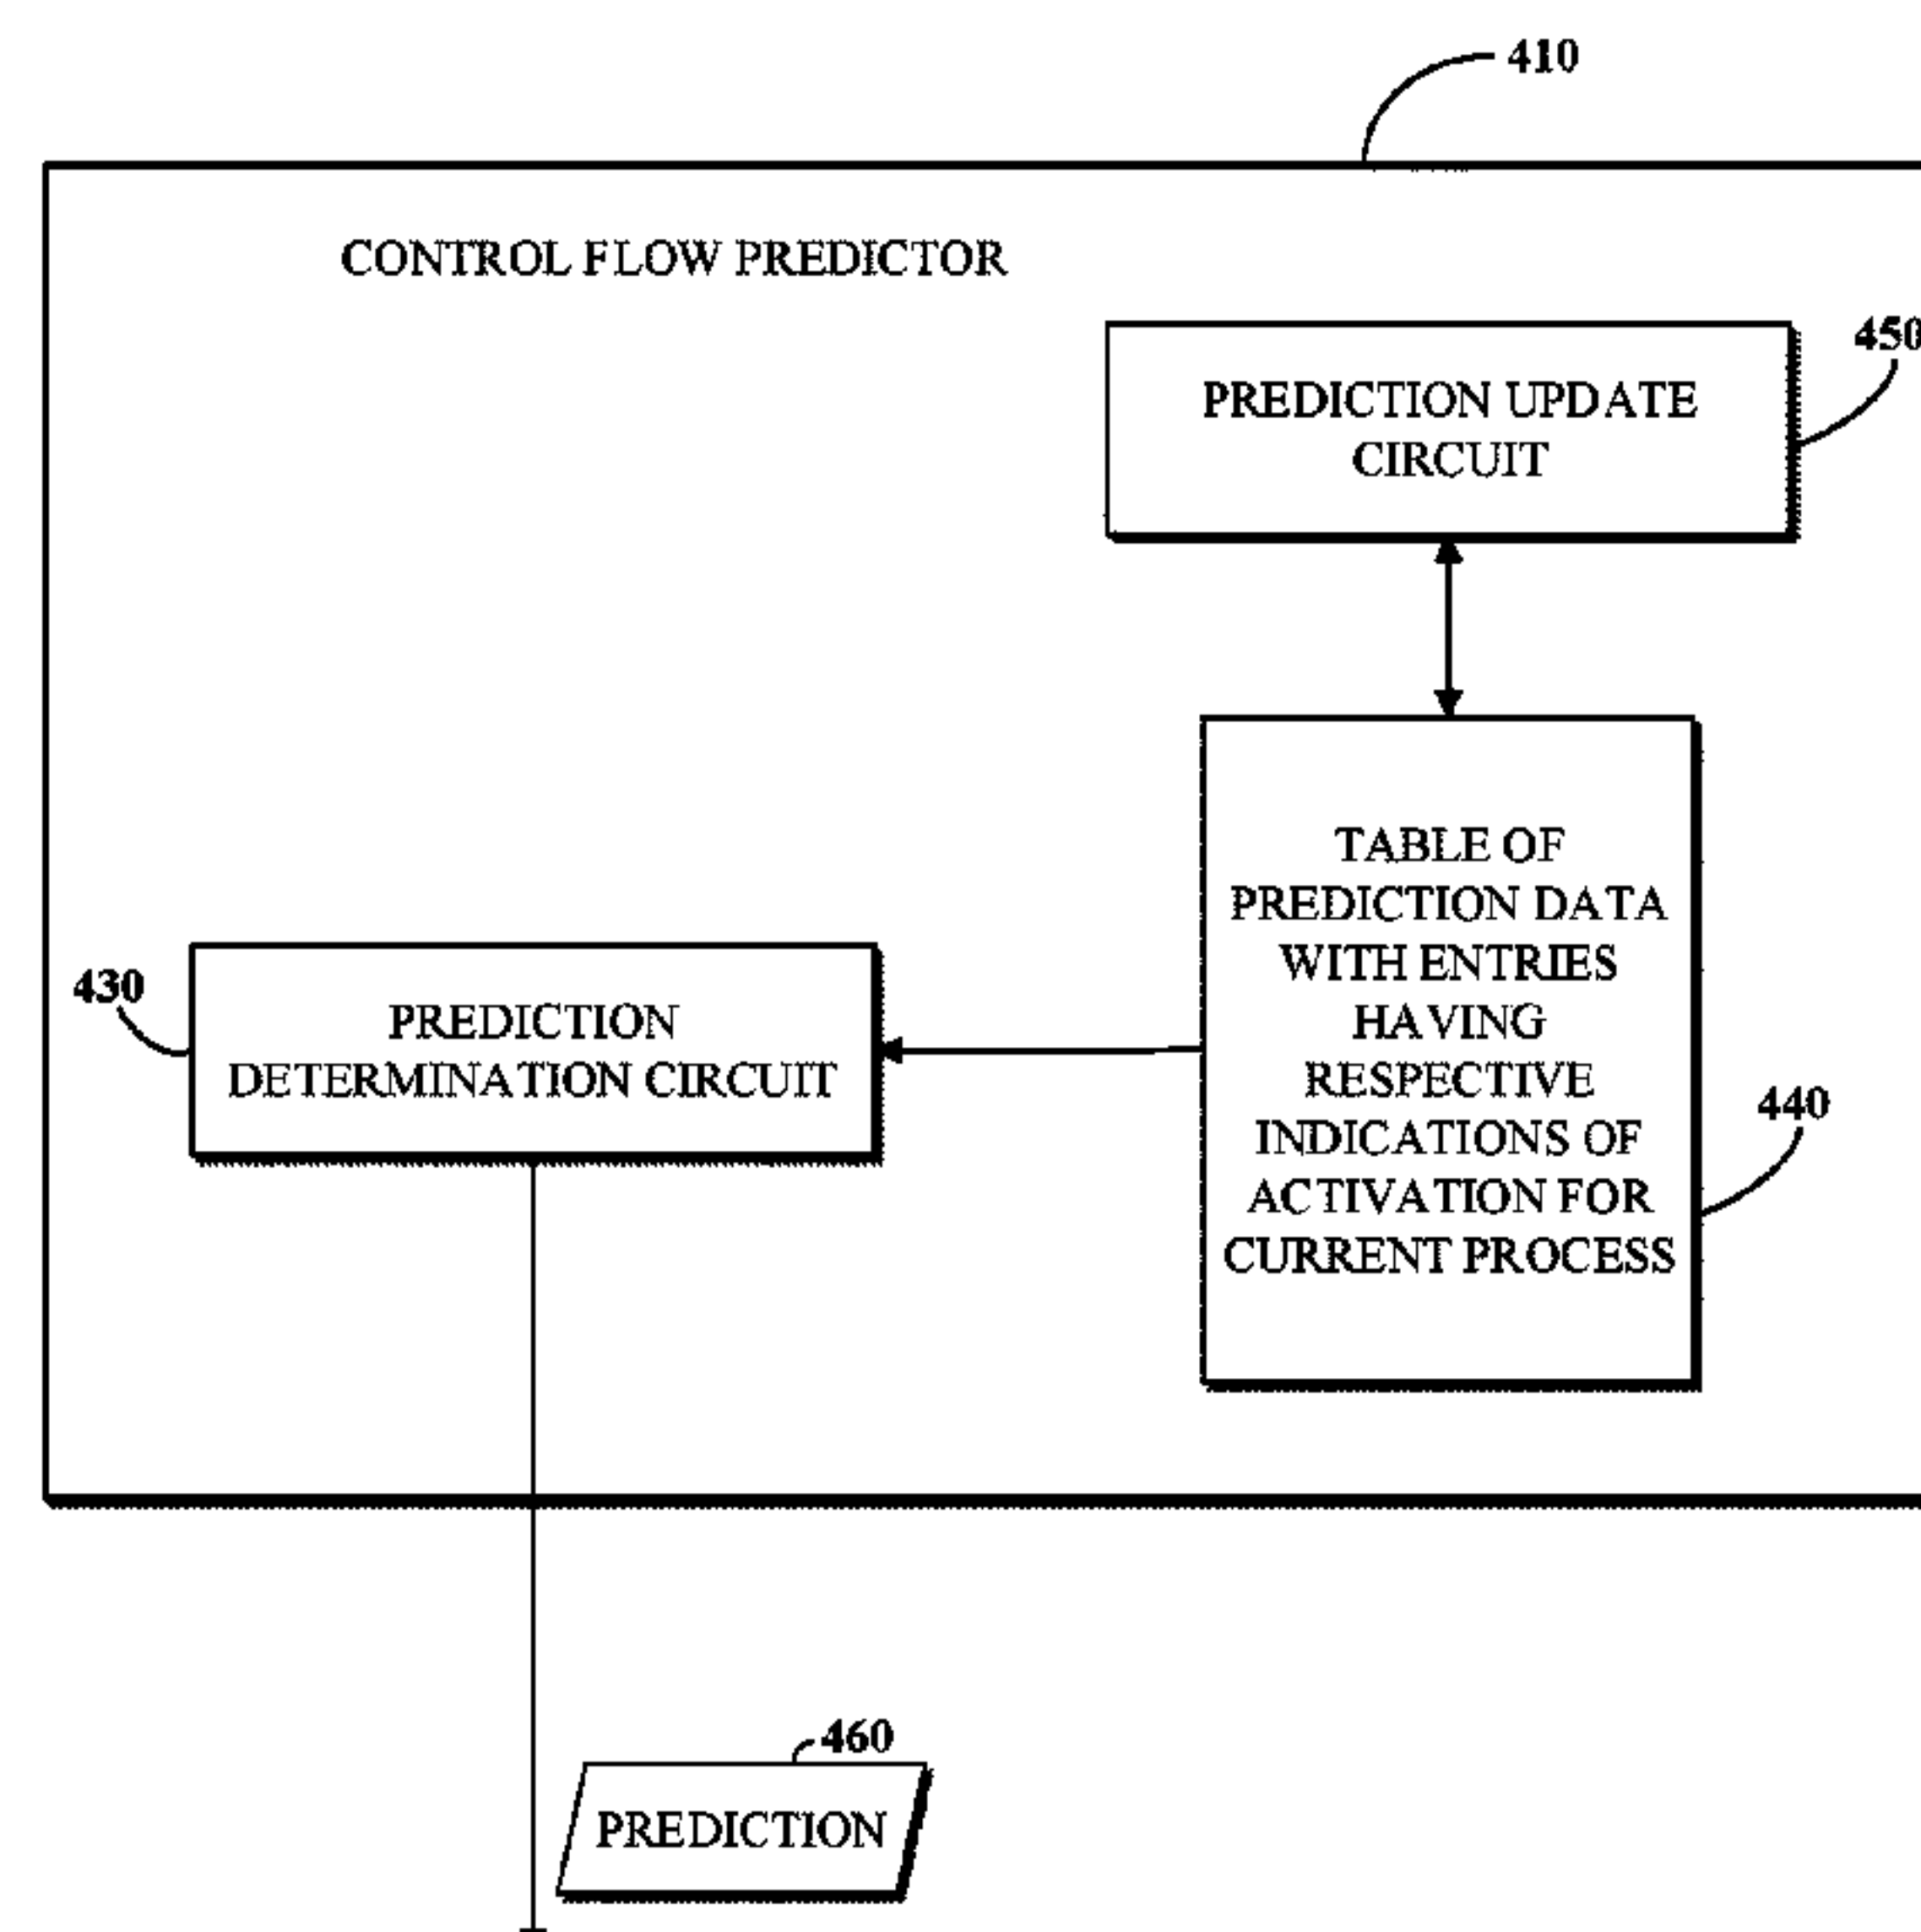 410
CONTROL FLOW PREDICTOR
450
PREDICTION UPDATE
CIRCUIT
TABLE OF
PREDICTION DATA
WITH ENTRIES
HAVING
RESPECTIVE
INDICATIONS OF
ACTIVATION FOR
CURRENT PROCESS
430
PREDICTION
DETERMINATION CIRCUIT
440
460
PREDICTION